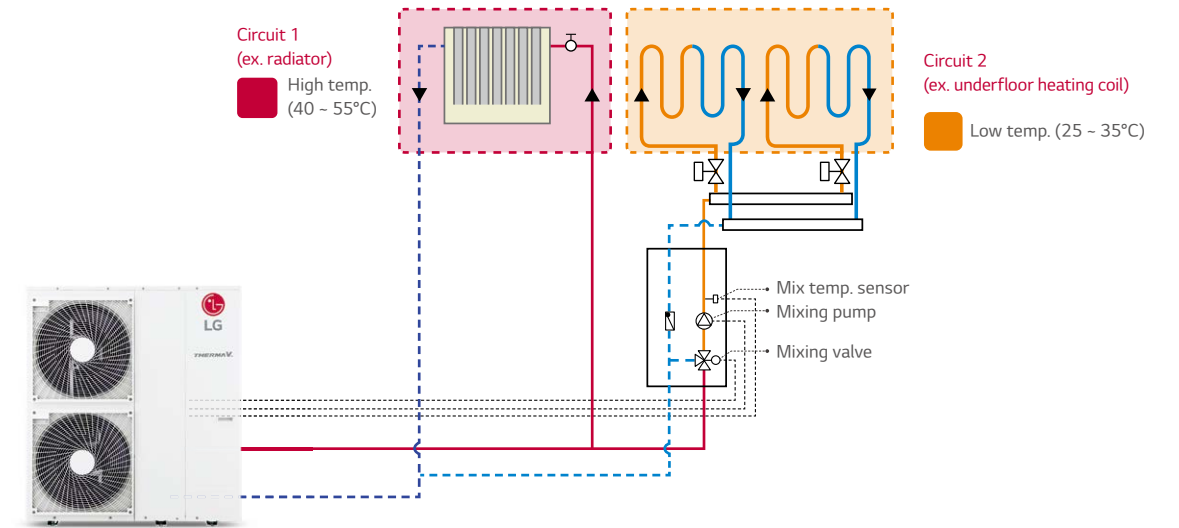 Circuit 1
(ex. radiator)
High temp.
(40 ~ 55°C)
Circuit 2
(ex. underfloor heating coil)
Low temp. (25 ~ 35°C)
Mix temp. sensor
Mixing pump
Mixing valve
LG
THERMA V.